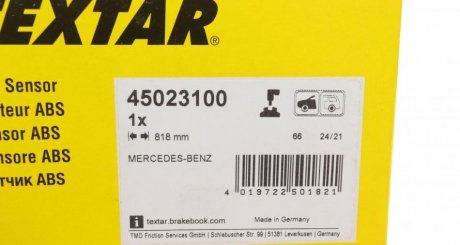 TEXTAR®
Sensor
teur ABS
sor ABS
sore ABS
тчик ABS
45023100
1x
818 mm
66
24/21
MERCEDES-BENZ
4 019722 501821
i textar.brakebook.com
Made in Germany
TMD Friction Services GmbH | Schlebuscher Str. 99 | 51381 Leverkusen | Germany